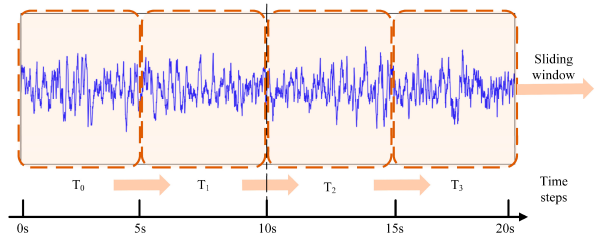 Sliding
window
T₀ T₁ T₂ T₃
Time
steps
0s 5s 10s 15s 20s